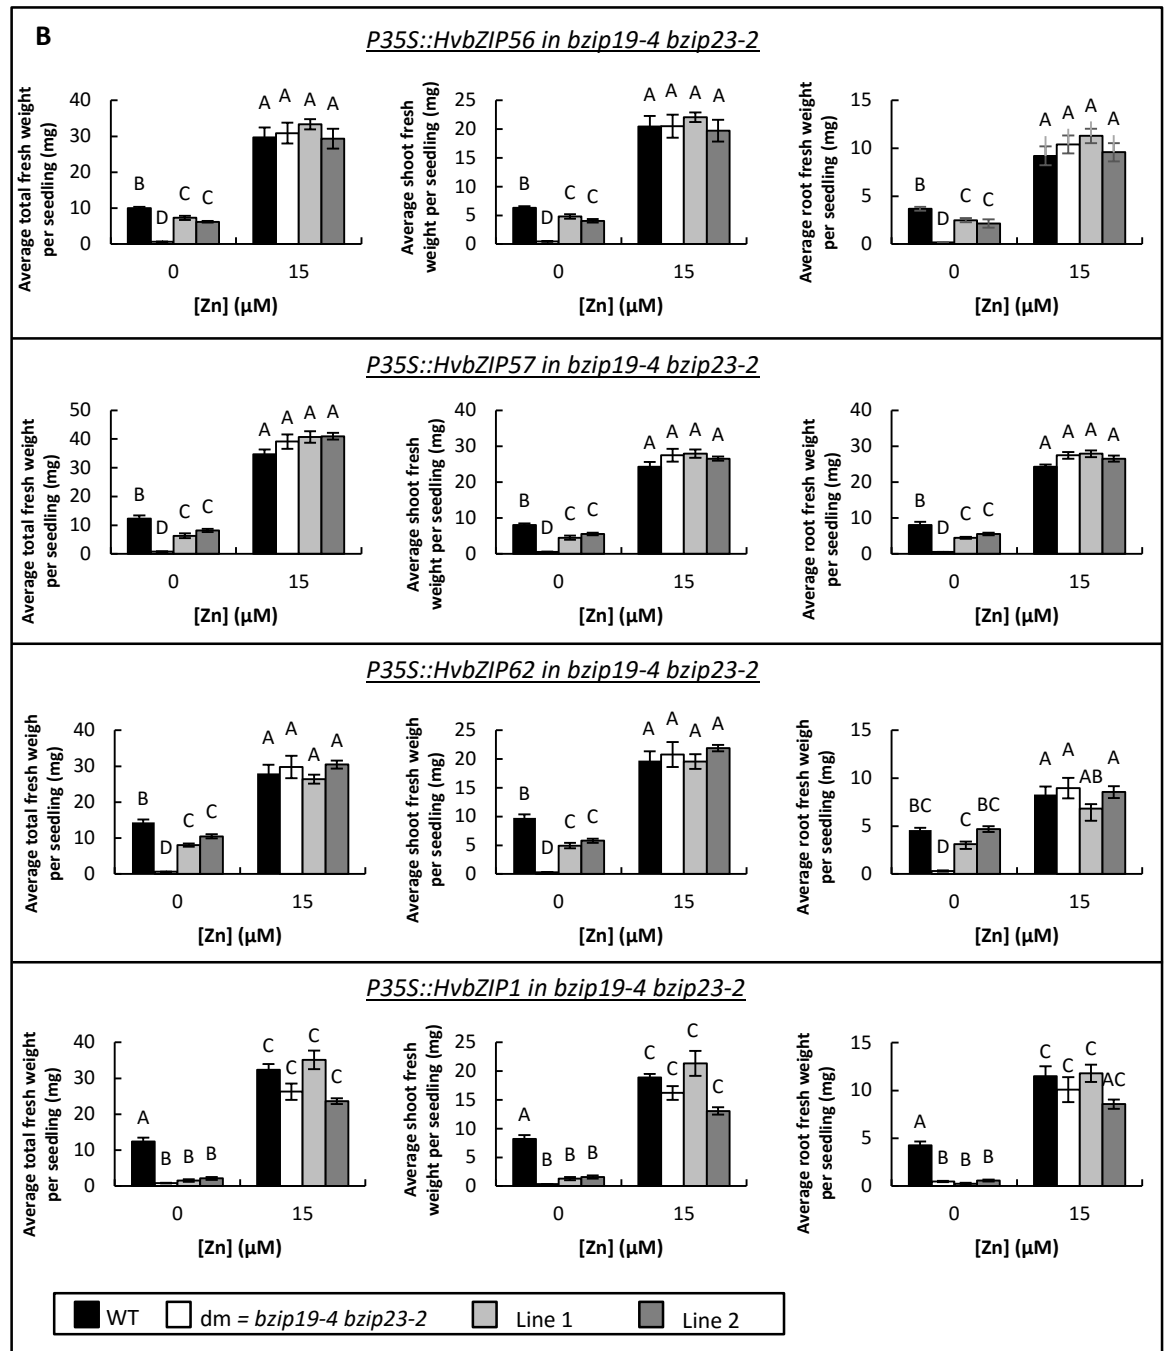 B
P35S::HvbZIP56 in bzip19-4 bzip23-2
Average total fresh weight
per seedling (mg)
40
30
20
10
0
B
D
C
C
A
A
A
A
0
15
[Zn] (µM)
Average shoot fresh
weight per seedling (mg)
25
20
15
10
5
0
B
D
C
C
A
A
A
A
0
15
[Zn] (µM)
Average root fresh weight
per seedling (mg)
15
10
5
0
B
D
C
C
A
A
A
A
0
15
[Zn] (µM)
P35S::HvbZIP57 in bzip19-4 bzip23-2
Average total fresh weight
per seedling (mg)
50
40
30
20
10
0
B
D
C
C
A
A
A
A
0
15
[Zn] (µM)
Average shoot fresh
weight per seedling (mg)
40
30
20
10
0
B
D
C
C
A
A
A
A
0
15
[Zn] (µM)
Average root fresh weight
per seedling (mg)
40
30
20
10
0
B
D
C
C
A
A
A
A
0
15
[Zn] (µM)
P35S::HvbZIP62 in bzip19-4 bzip23-2
Average total fresh weigh
per seedling (mg)
40
30
20
10
0
B
D
C
C
A
A
A
A
0
15
[Zn] (µM)
Average shoot fresh weigh
per seedling (mg)
25
20
15
10
5
0
B
D
C
C
A
A
A
A
0
15
[Zn] (µM)
Average root fresh weigh
per seedling (mg)
15
10
5
0
BC
D
C
BC
A
A
AB
A
0
15
[Zn] (µM)
P35S::HvbZIP1 in bzip19-4 bzip23-2
Average total fresh weight
per seedling (mg)
40
30
20
10
0
A
B
B
B
C
C
C
C
0
15
[Zn] (µM)
Average shoot fresh
weight per seedling (mg)
25
20
15
10
5
0
A
B
B
B
C
C
C
C
0
15
[Zn] (µM)
Average root fresh weight
per seedling (mg)
15
10
5
0
A
B
B
B
C
C
C
AC
0
15
[Zn] (µM)
WT
dm = bzip19-4 bzip23-2
Line 1
Line 2